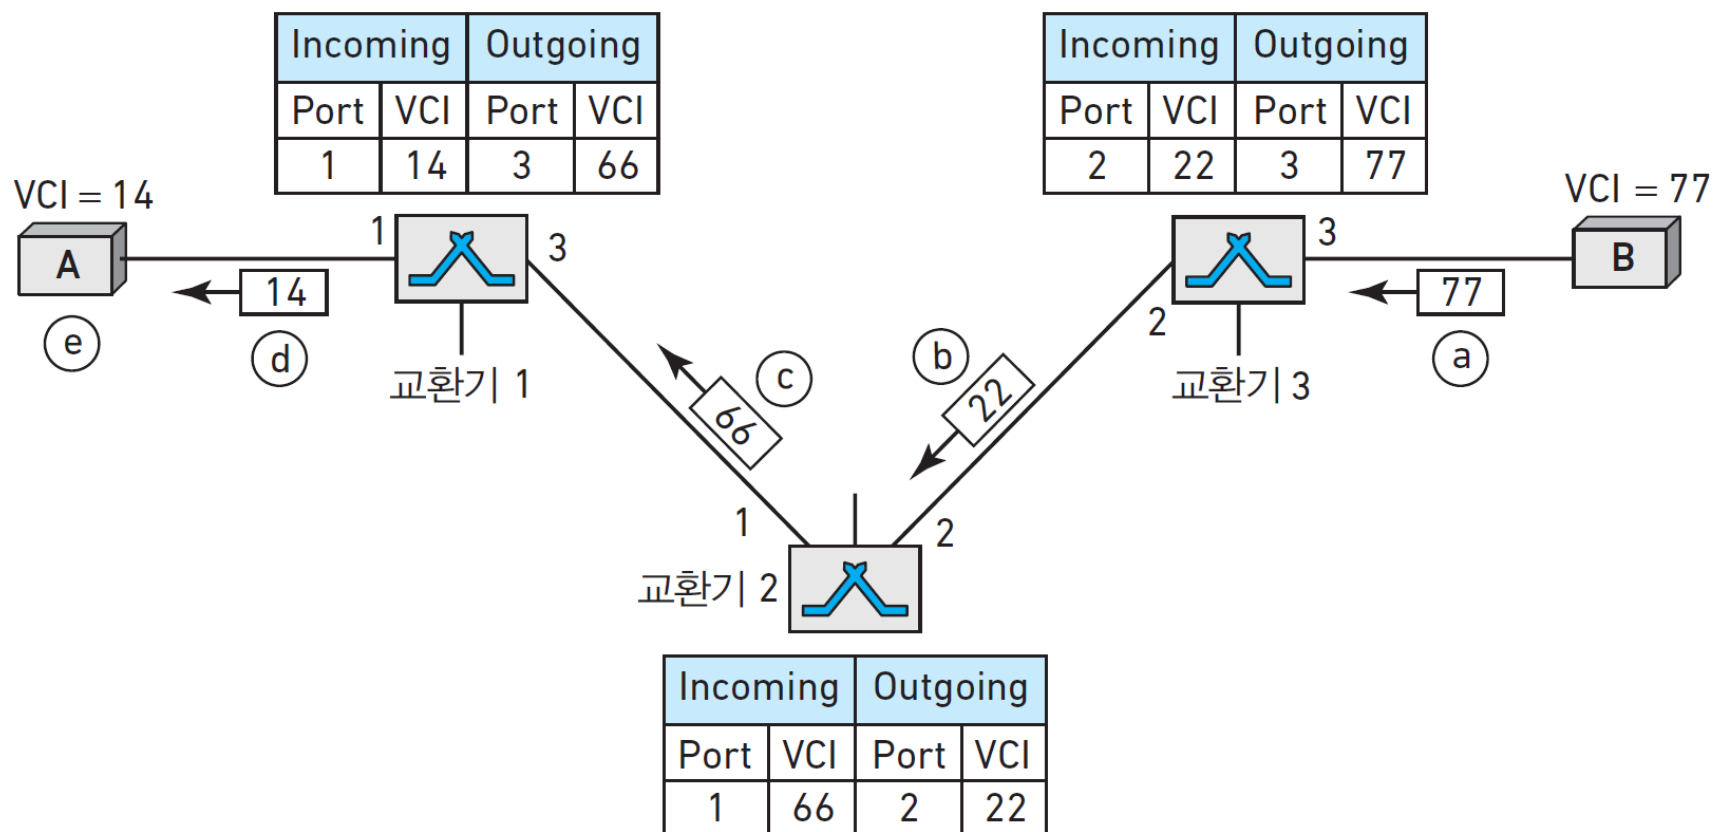 Incoming Outgoing
Port VCI Port VCI
1 14 3 66
Incoming Outgoing
Port VCI Port VCI
2 22 3 77
VCI = 14
VCI = 77
A
1
3
3
B
14
77
2
e
d
c
b
a
교환기 1
교환기 3
66
22
1
2
교환기 2
Incoming Outgoing
Port VCI Port VCI
1 66 2 22